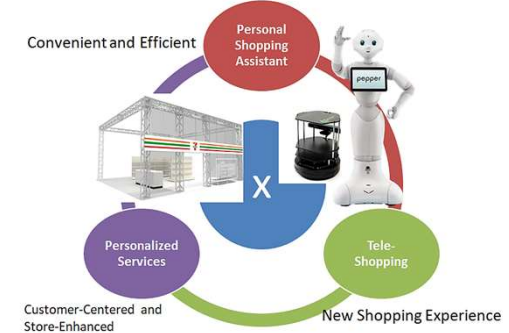 Convenient and Efficient
Personal
Shopping
Assistant
pepper
7
X
Personalized
Services
Tele-
Shopping
Customer-Centered and
Store-Enhanced
New Shopping Experience